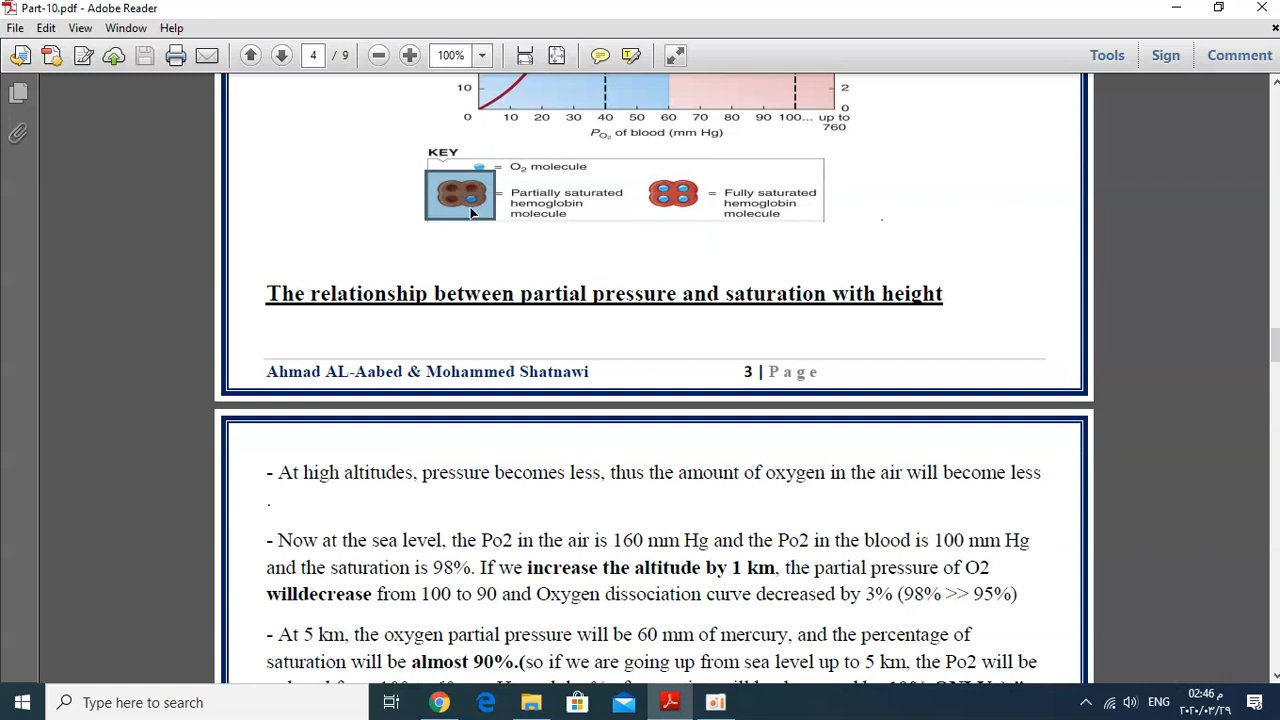 Part-10.pdf - Adobe Reader
File Edit View Window Help
4 / 9 100% Tools Sign Comment
10 2
0 0
10 20 30 40 50 60 70 80 90 100... up to
760
PO2 of blood (mm Hg)
KEY
= O2 molecule
= Partially saturated
hemoglobin
molecule
= Fully saturated
hemoglobin
molecule
The relationship between partial pressure and saturation with height
Ahmad AL-Aabed & Mohammed Shatnawi 3 | P a g e
- At high altitudes, pressure becomes less, thus the amount of oxygen in the air will become less
.
- Now at the sea level, the Po2 in the air is 160 mm Hg and the Po2 in the blood is 100 mm Hg
and the saturation is 98%. If we increase the altitude by 1 km, the partial pressure of O2
willdecrease from 100 to 90 and Oxygen dissociation curve decreased by 3% (98% >> 95%)
- At 5 km, the oxygen partial pressure will be 60 mm of mercury, and the percentage of
saturation will be almost 90%.(so if we are going up from sea level up to 5 km, the Po2 will be
Type here to search
ENG
02:46 م
٢٠٢٠/٠٣/٢٩